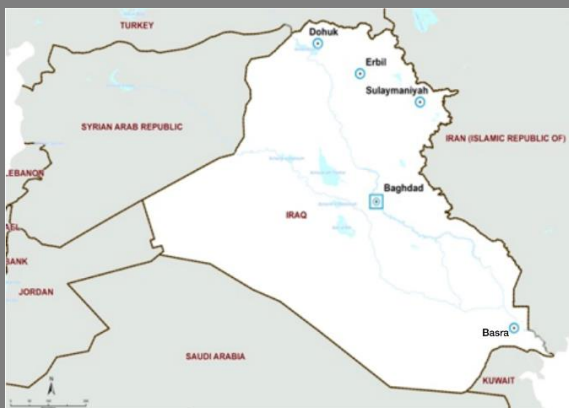 TURKEY
Dohuk
Erbil
Sulaymaniyah
SYRIAN ARAB REPUBLIC
IRAN (ISLAMIC REPUBLIC OF)
LEBANON
Baghdad
IRAQ
BANK
JORDAN
Basra
SAUDI ARABIA
KUWAIT
N